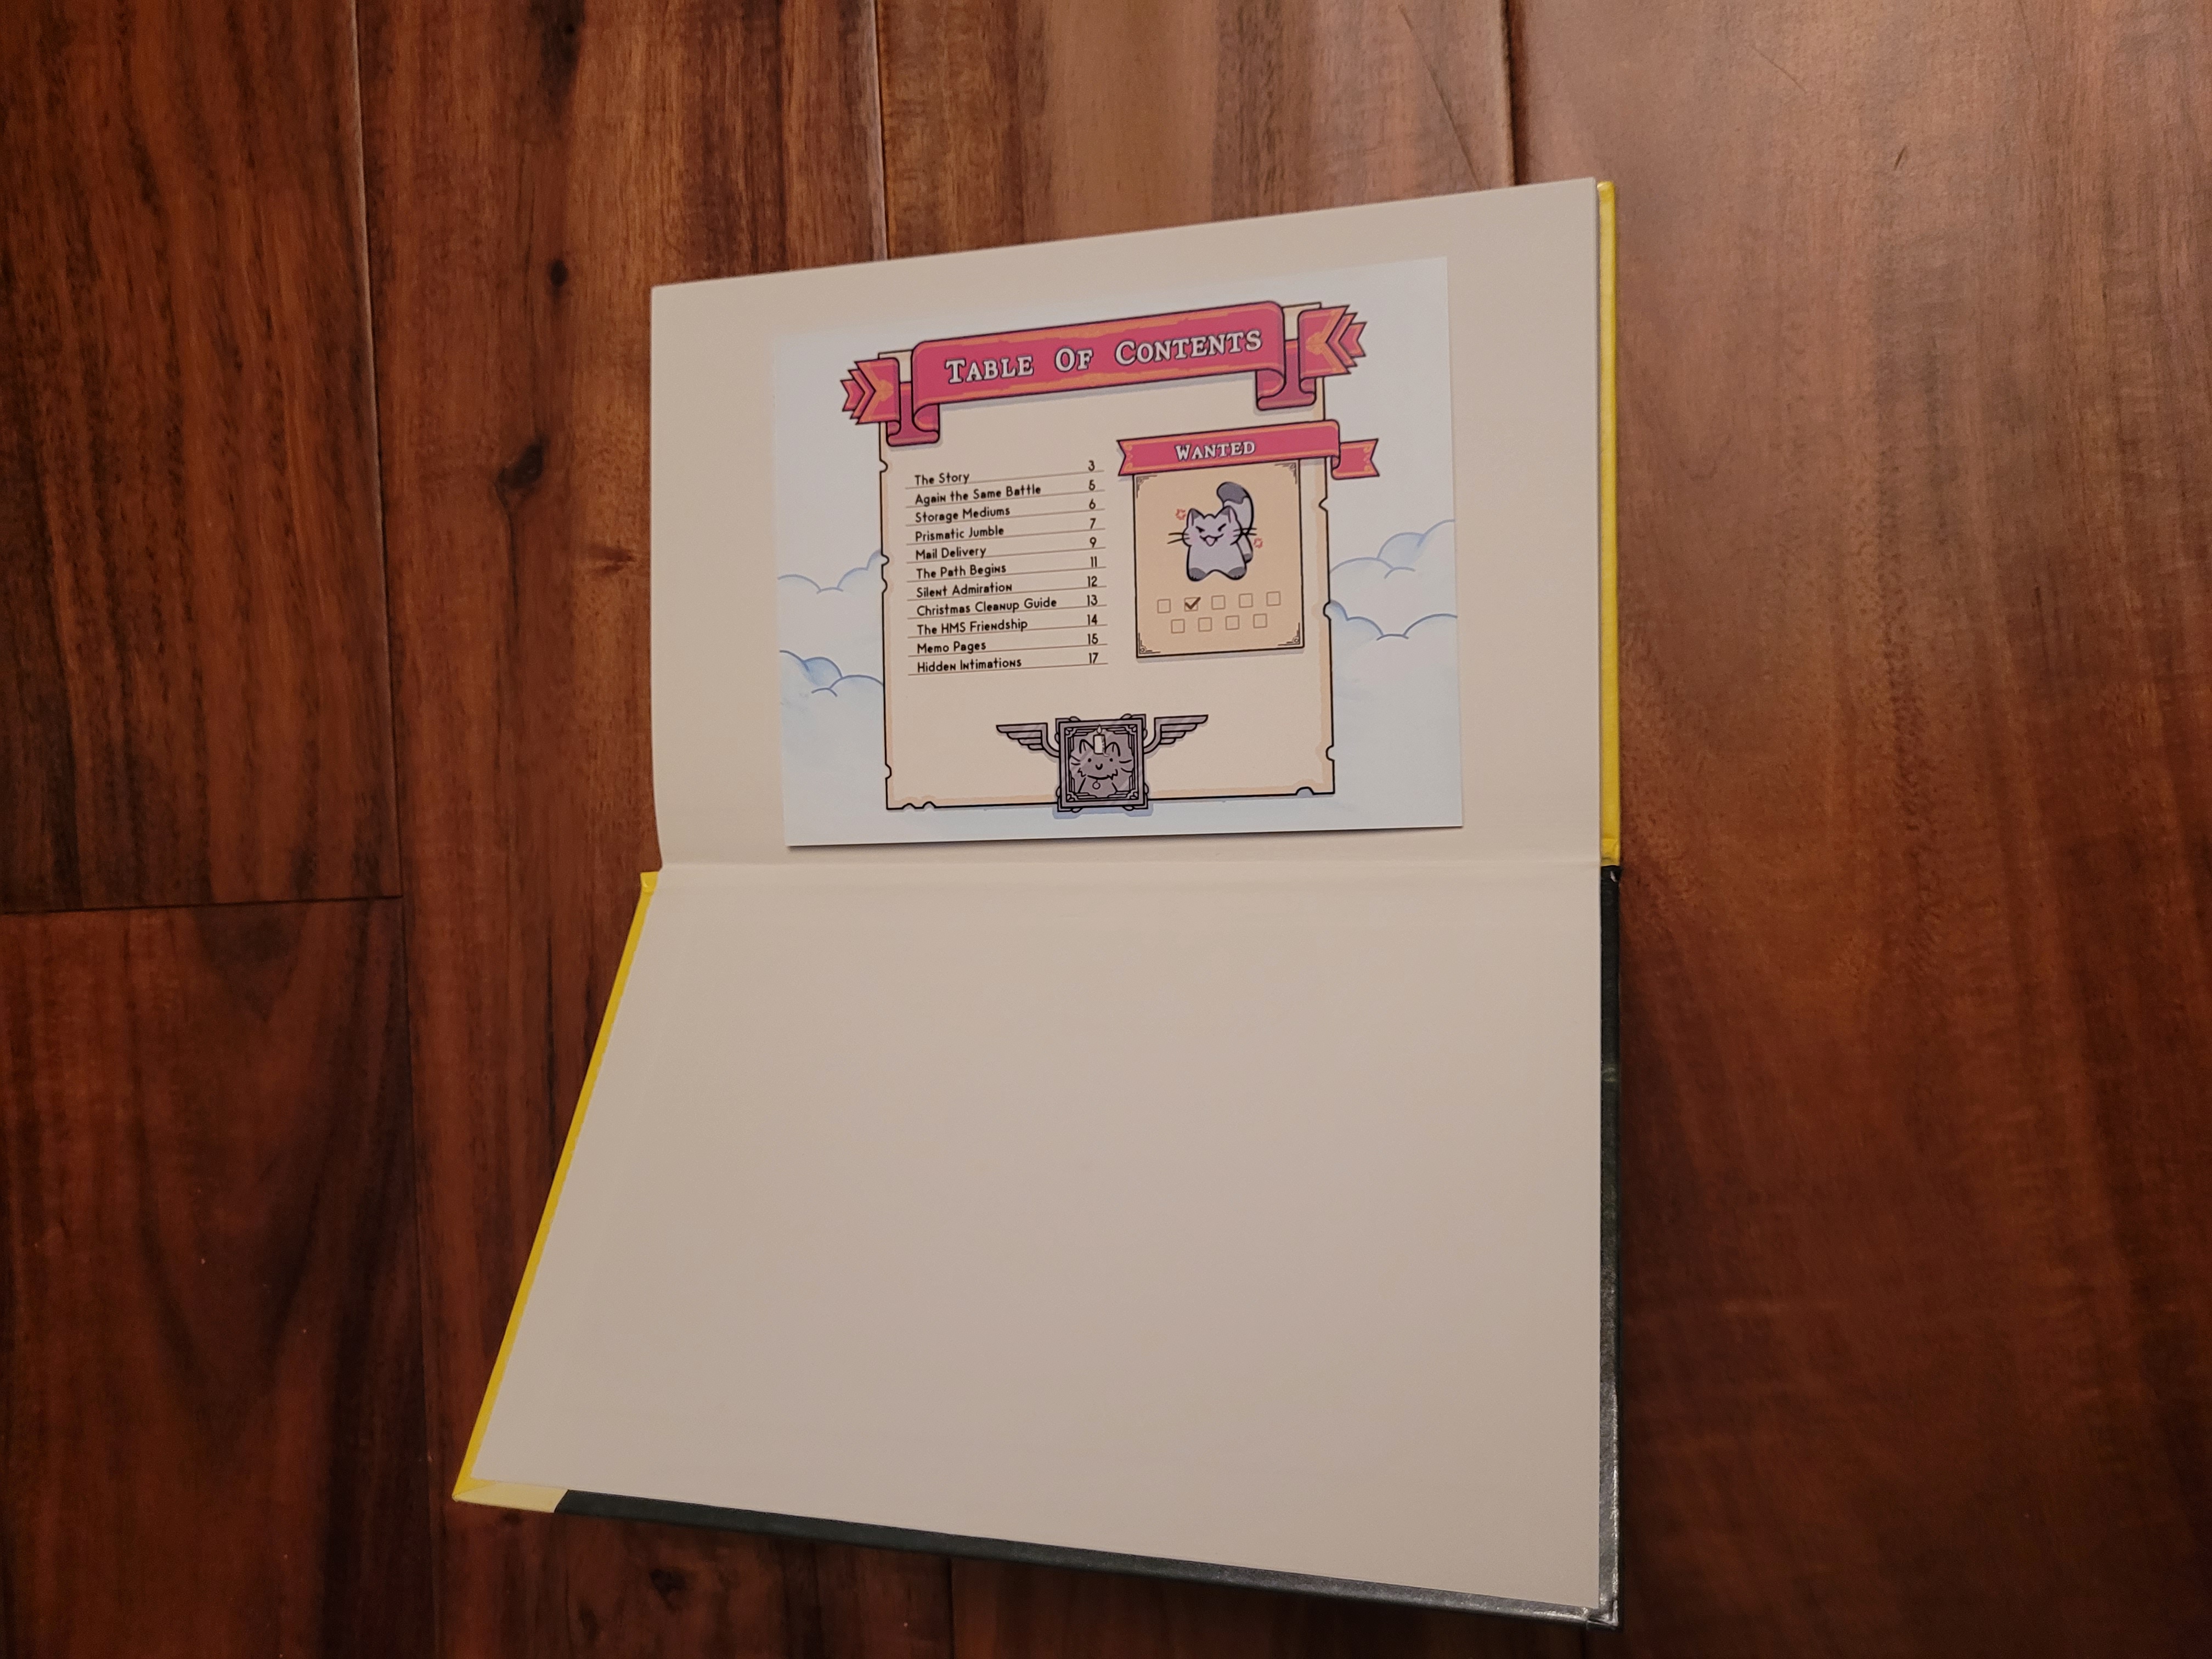 Table Of Contents
Wanted
The Story 3
Again the Same Battle 5
Storage Mediums 6
Prismatic Jumble 7
Mail Delivery 9
The Path Begins 11
Silent Admiration 12
Christmas Cleanup Guide 13
The HMS Friendship 14
Memo Pages 15
Hidden Intimations 17